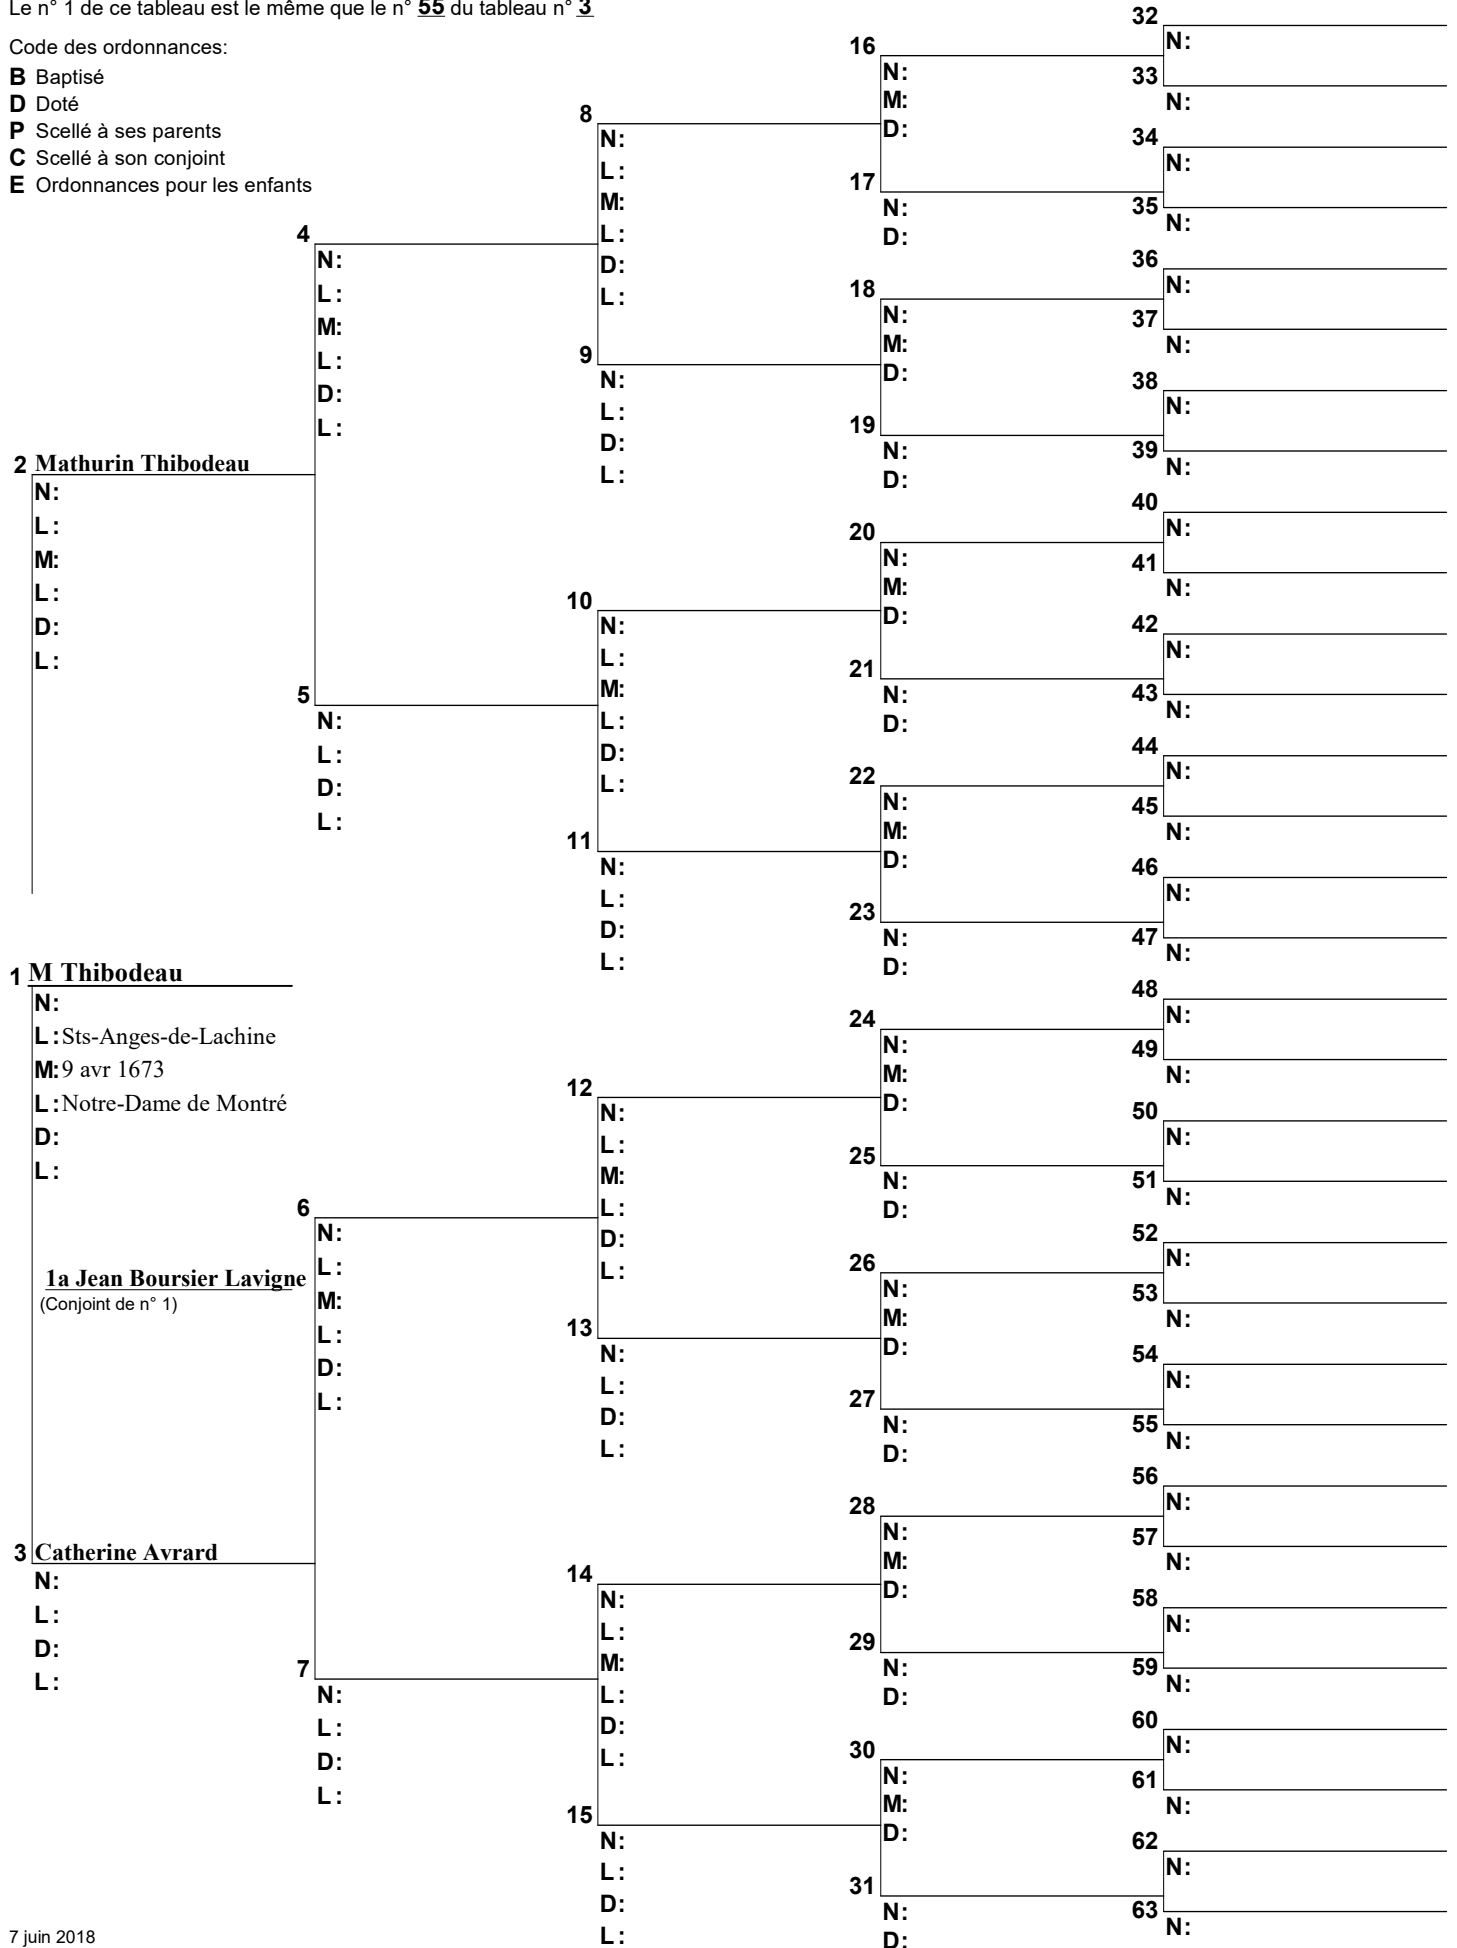 Le n° 1 de ce tableau est le même que le n° 55 du tableau n° 3
Code des ordonnances:
B Baptisé
D Doté
P Scellé à ses parents
C Scellé à son conjoint
E Ordonnances pour les enfants
2 Mathurin Thibodeau
N:
L:
M:
L:
D:
L:
1 M Thibodeau
N:
L: Sts-Anges-de-Lachine
M: 9 avr 1673
L: Notre-Dame de Montré
D:
L:
1a Jean Boursier Lavigne
(Conjoint de n° 1)
3 Catherine Avrard
N:
L:
D:
L:
7 juin 2018
4
N:
L:
M:
L:
D:
L:
5
N:
L:
D:
L:
6
N:
L:
M:
L:
D:
L:
7
N:
L:
D:
L:
8
N:
L:
M:
L:
D:
L:
9
N:
L:
D:
L:
10
N:
L:
M:
L:
D:
L:
11
N:
L:
D:
L:
12
N:
L:
M:
L:
D:
L:
13
N:
L:
D:
L:
14
N:
L:
M:
L:
D:
L:
15
N:
L:
D:
L:
16
N:
M:
D:
17
N:
D:
18
N:
M:
D:
19
N:
D:
20
N:
M:
D:
21
N:
D:
22
N:
M:
D:
23
N:
D:
24
N:
M:
D:
25
N:
D:
26
N:
M:
D:
27
N:
D:
28
N:
M:
D:
29
N:
D:
30
N:
M:
D:
31
N:
D:
32
N:
33
N:
34
N:
35
N:
36
N:
37
N:
38
N:
39
N:
40
N:
41
N:
42
N:
43
N:
44
N:
45
N:
46
N:
47
N:
48
N:
49
N:
50
N:
51
N:
52
N:
53
N:
54
N:
55
N:
56
N:
57
N:
58
N:
59
N:
60
N:
61
N:
62
N:
63
N: